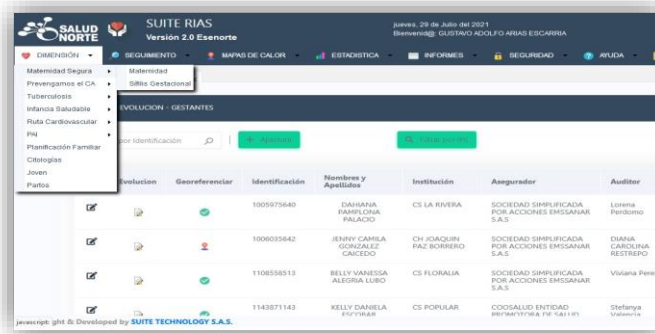 SALUD NORTE
SUITE RIAS
Versión 2.0 Esenorte
jueves, 29 de Julio del 2021
Bienvenid@: GUSTAVO ADOLFO ARIAS ESCARRIA
DIMENSIÓN SEGUIMIENTO MAPAS DE CALOR ESTADISTICA INFORMES SEGURIDAD AYUDA
Maternidad Segura
Maternidad
Prevengamos el CA
Sífilis Gestacional
Tuberculosis
Infancia Saludable
EVOLUCION - GESTANTES
Ruta Cardiovascular
PAI
por Identificación
Planificación Familiar
Citologías
Joven
Partos
Evolucion Georeferenciar Identificación Nombres y Apellidos Institución Asegurador Auditor
1005975640 DAHIANA PAMPLONA PALACIO CS LA RIVERA SOCIEDAD SIMPLIFICADA POR ACCIONES EMSSANAR S.A.S Lorena Perdomo
1006035842 JENNY CAMILA GONZALEZ CAICEDO CH JOAQUIN PAZ BORRERO SOCIEDAD SIMPLIFICADA POR ACCIONES EMSSANAR S.A.S DIANA CAROLINA RESTREPO
1108558513 BELLY VANESSA ALEGRIA LUBO CS FLORALIA SOCIEDAD SIMPLIFICADA POR ACCIONES EMSSANAR S.A.S Viviana Pere
1143871143 KELLY DANIELA ESCOBAR CS POPULAR COOSALUD ENTIDAD PROMOTORA DE SALUD Stefanya Valencia
javascript: ght & Developed by SUITE TECHNOLOGY S.A.S.